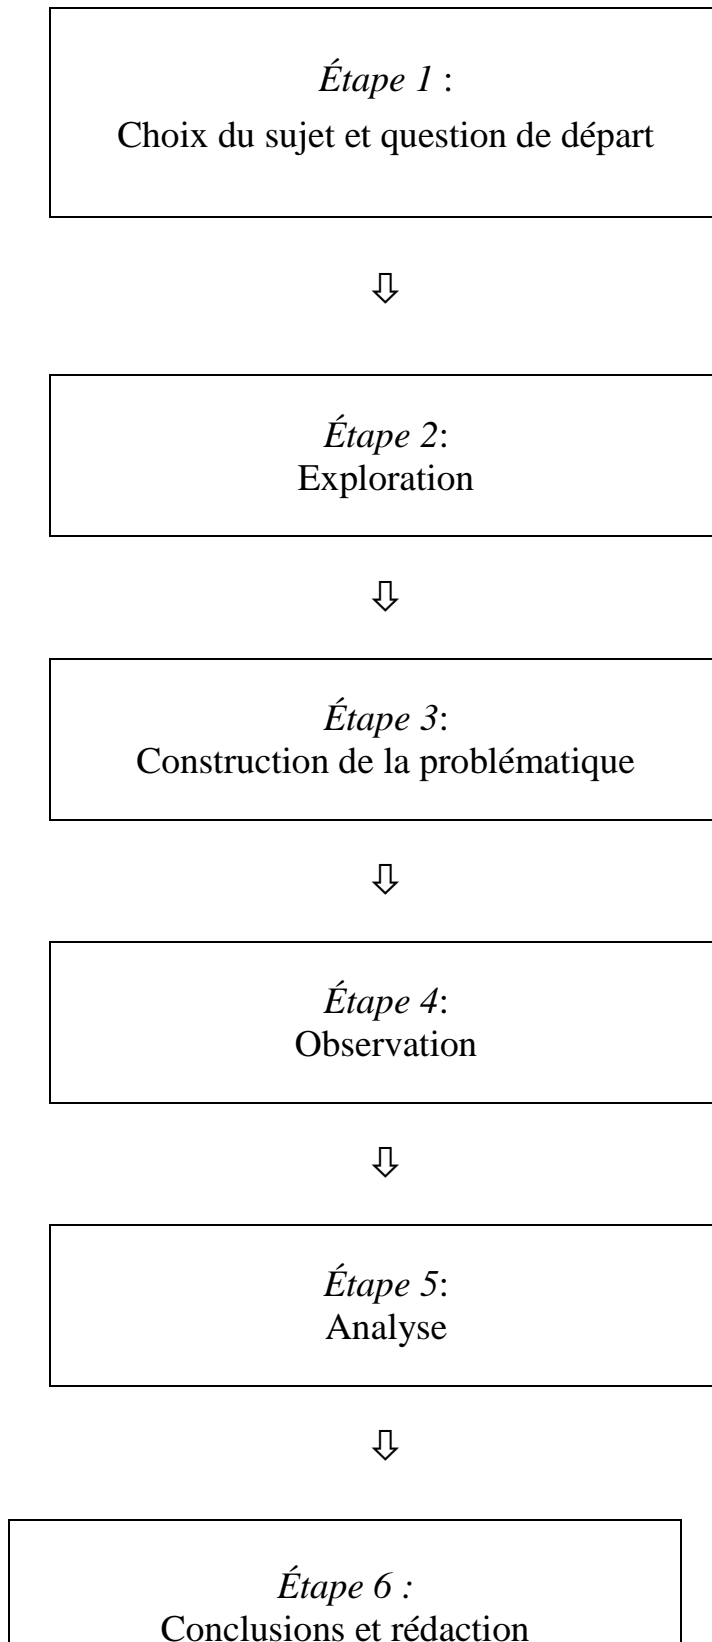 Étape 1 :
Choix du sujet et question de départ
⇩
Étape 2:
Exploration
⇩
Étape 3:
Construction de la problématique
⇩
Étape 4:
Observation
⇩
Étape 5:
Analyse
⇩
Étape 6 :
Conclusions et rédaction